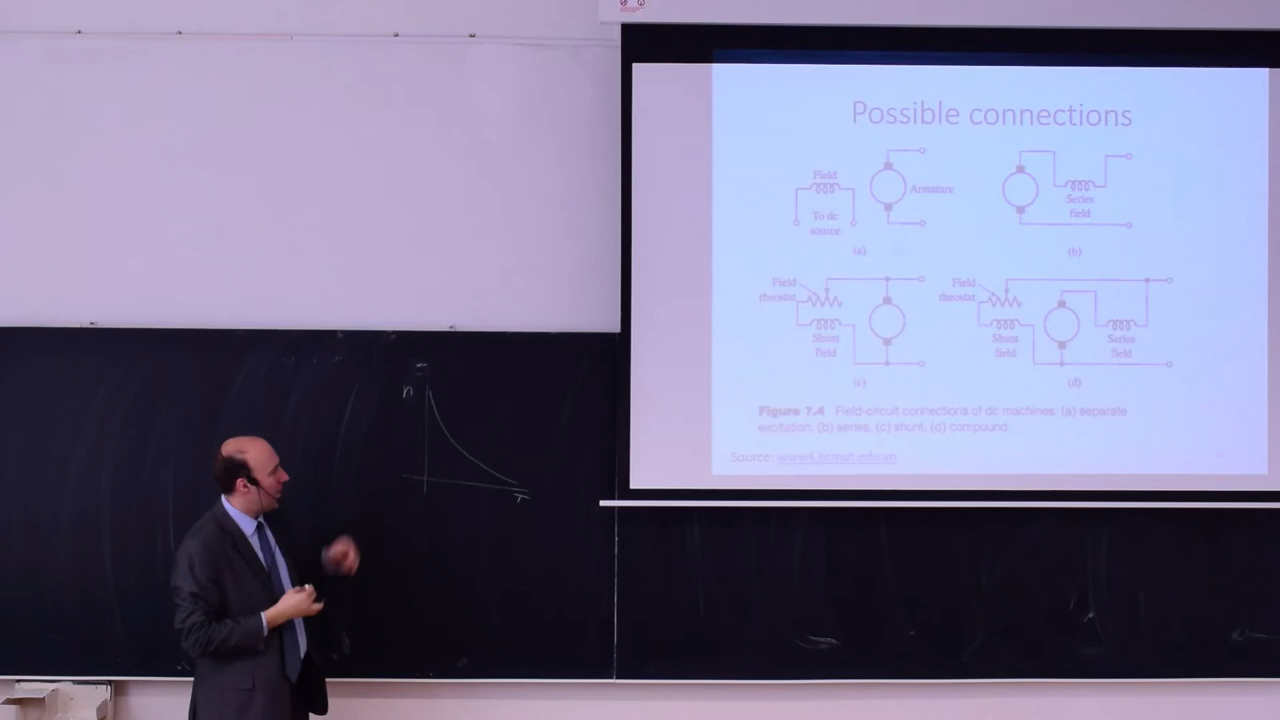 Possible connections
Field
To dc
source
Armature
(a)
Series
field
(b)
Field
rheostat
Shunt
field
(c)
Field
rheostat
Shunt
field
Series
field
(d)
Figure 7.4 Field-circuit connections of dc machines: (a) separate
excitation, (b) series, (c) shunt, (d) compound.
Source: www4.hcmut.edu.vn
n
T